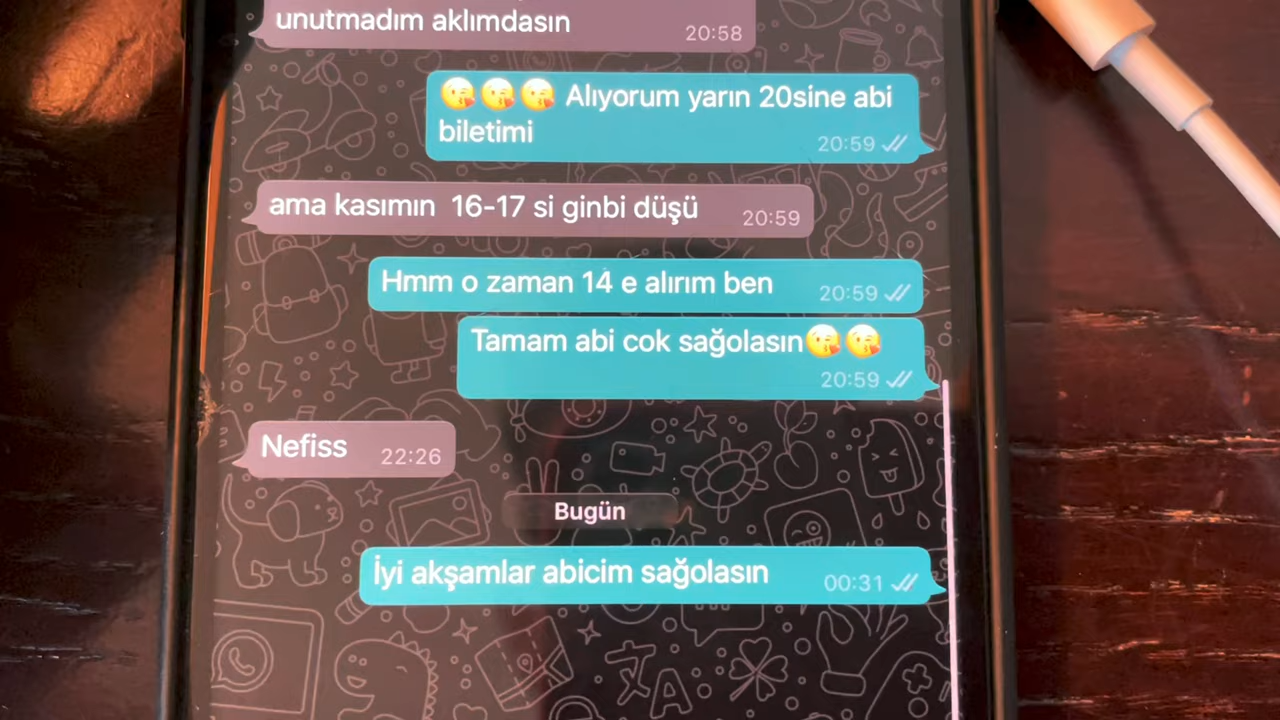 unutmadım aklımdasın
20:58
😘😘😘 Alıyorum yarın 20sine abi
biletimi
20:59
ama kasımın 16-17 si ginbi düşü
20:59
Hmm o zaman 14 e alırım ben
20:59
Tamam abi cok sağolasın😘😘
20:59
Nefiss
22:26
Bugün
İyi akşamlar abicim sağolasın
00:31